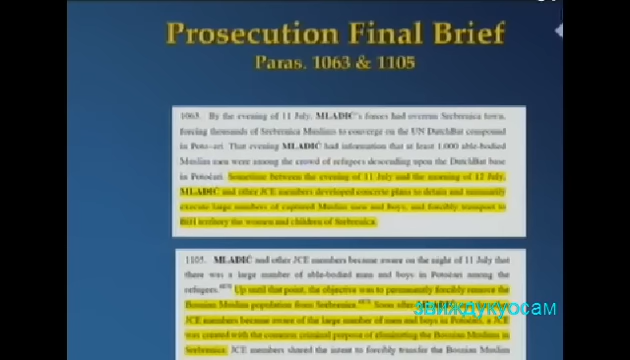 Prosecution Final Brief
Paras. 1063 & 1105
1063. By the evening of 11 July, MLADIĆ's forces had overrun Srebrenica town,
forcing thousands of Srebrenica Muslims to converge on the UN DutchBat compound
in Potočari. That evening MLADIĆ had information that at least 1,000 able-bodied
Muslim men were among the crowd of refugees descending upon the DutchBat base
in Potočari. Sometime between the evening of 11 July and the morning of 12 July,
MLADIĆ and other JCE members developed concrete plans to detain and summarily
execute large numbers of captured Muslim men and boys, and forcibly transport to
BiH territory the women and children of Srebrenica.
1105. MLADIĆ and other JCE members became aware on the night of 11 July that
there was a large number of able-bodied men and boys in Potočari among the
refugees. Up until that point, the objective was to permanently forcibly remove the
Bosnian Muslim population from Srebrenica. Soon after
JCE members became aware of the large number of men and boys in Potočari, a JCE
was created with the common criminal purpose of eliminating the Bosnian Muslims in
Srebrenica. JCE members shared the intent to forcibly transfer the Bosnian Muslim
звиждукуосам